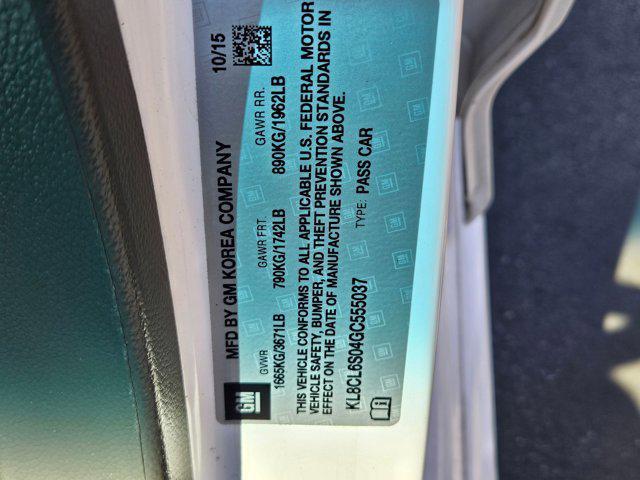 GM
MFD BY GM KOREA COMPANY
10/15
GVWR
GAWR FRT.
GAWR RR.
1665KG/3671LB
790KG/1742LB
890KG/1962LB
THIS VEHICLE CONFORMS TO ALL APPLICABLE U.S. FEDERAL MOTOR
VEHICLE SAFETY, BUMPER, AND THEFT PREVENTION STANDARDS IN
EFFECT ON THE DATE OF MANUFACTURE SHOWN ABOVE.
KL8CL6S04GC555037
TYPE: PASS CAR